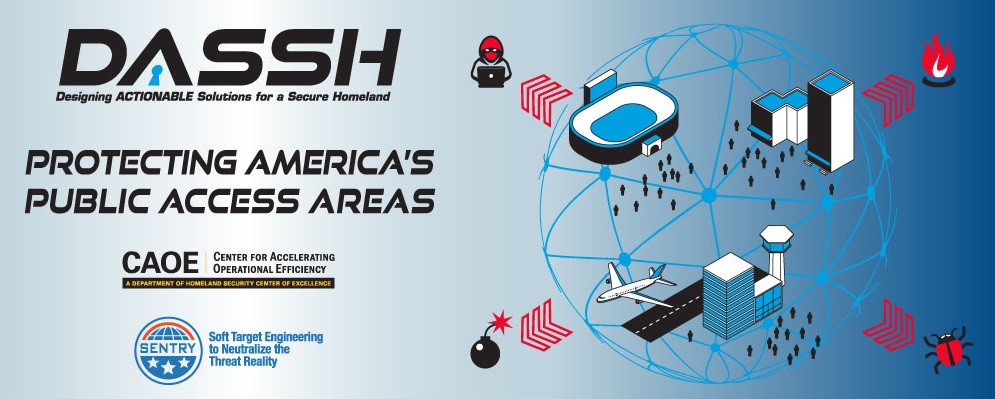 DASSH
Designing ACTIONABLE Solutions for a Secure Homeland
PROTECTING AMERICA'S
PUBLIC ACCESS AREAS
CAOE
CENTER FOR ACCELERATING
OPERATIONAL EFFICIENCY
A DEPARTMENT OF HOMELAND SECURITY CENTER OF EXCELLENCE
SENTRY
Soft Target Engineering
to Neutralize the
Threat Reality